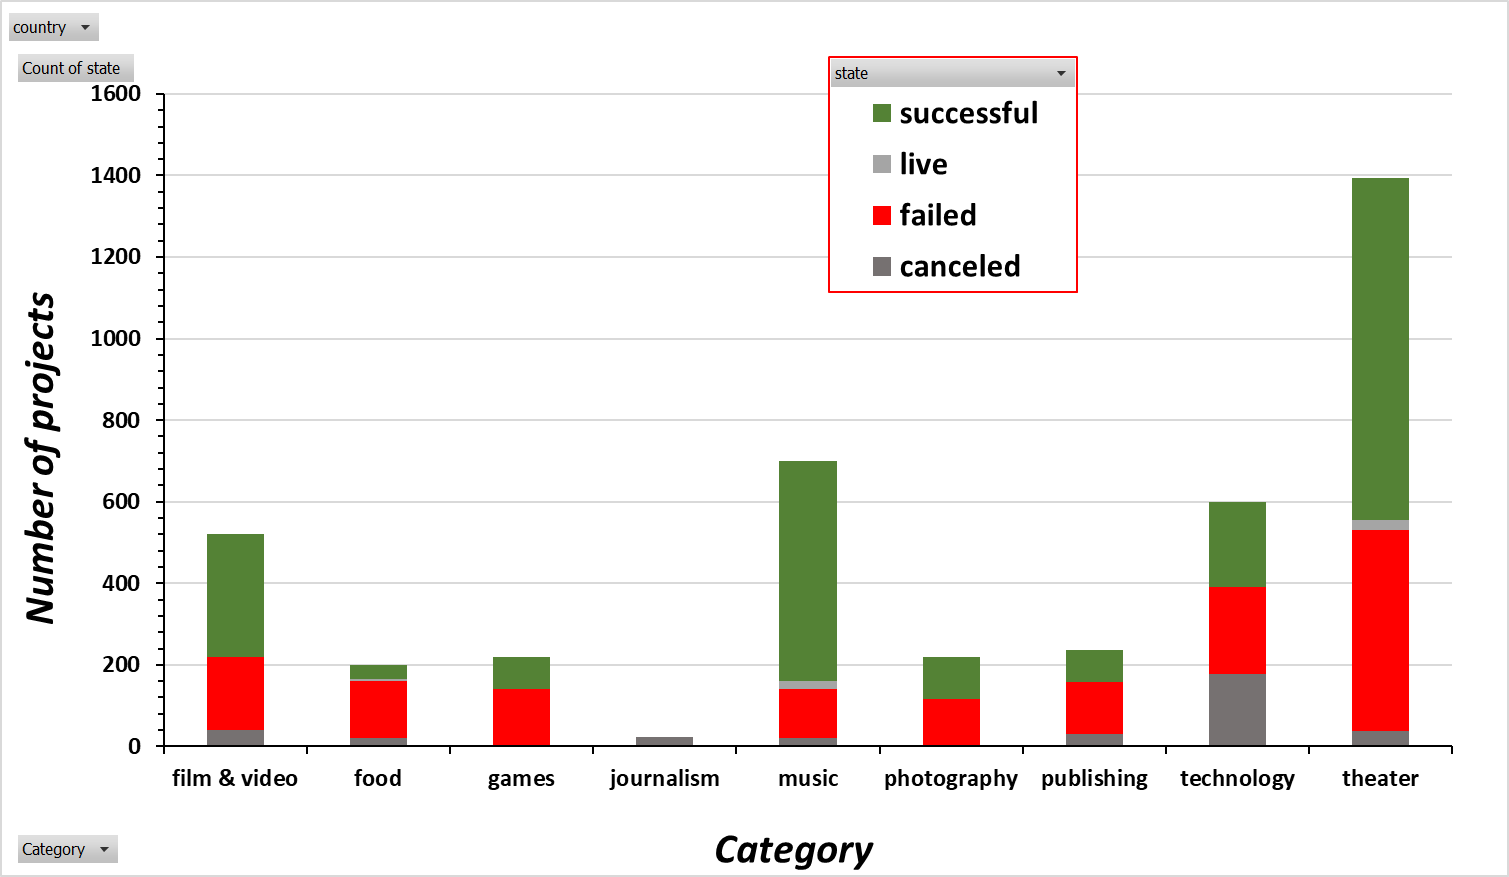 country
Count of state
state
successful
live
failed
canceled
1600
1400
1200
1000
800
600
400
200
0
Number of projects
film & video
food
games
journalism
music
photography
publishing
technology
theater
Category
Category